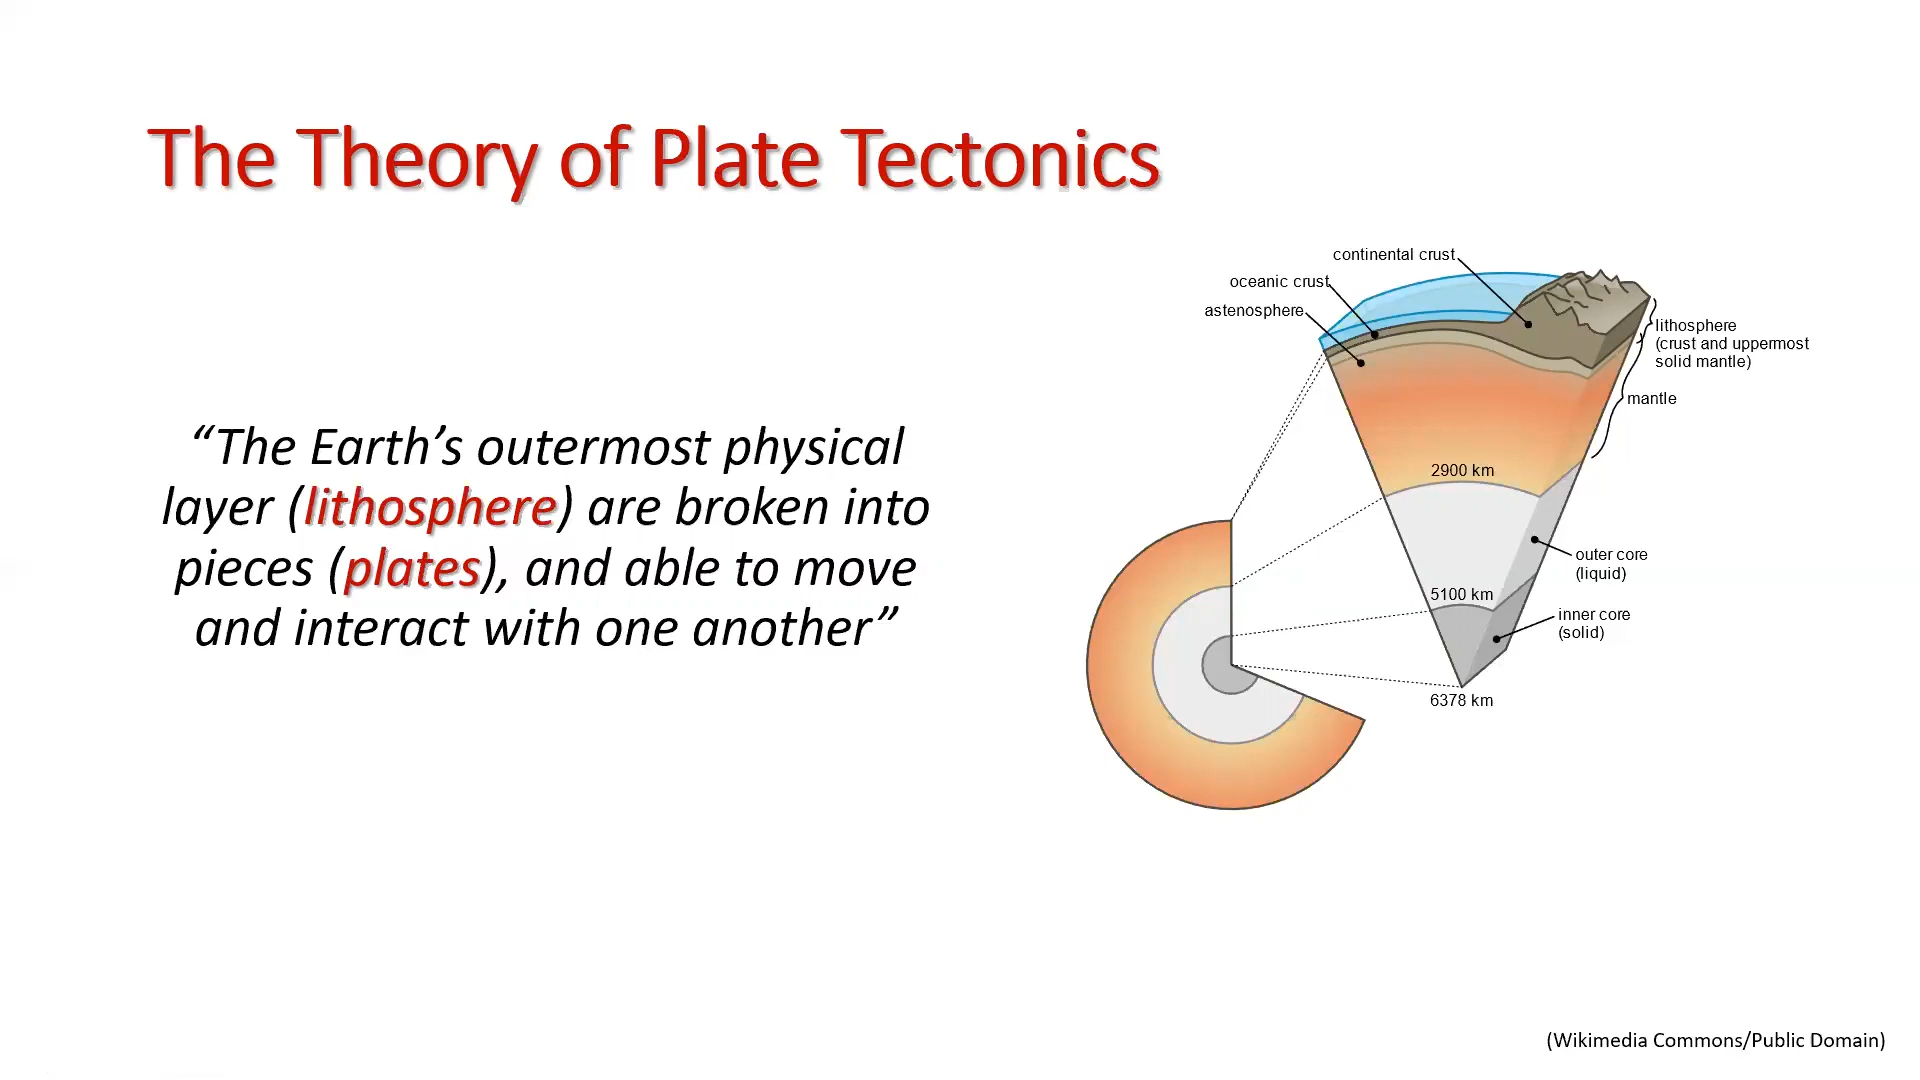 The Theory of Plate Tectonics
“The Earth’s outermost physical
layer (lithosphere) are broken into
pieces (plates), and able to move
and interact with one another”
continental crust
oceanic crust
astenosphere
lithosphere
(crust and uppermost
solid mantle)
mantle
2900 km
outer core
(liquid)
5100 km
inner core
(solid)
6378 km
(Wikimedia Commons/Public Domain)